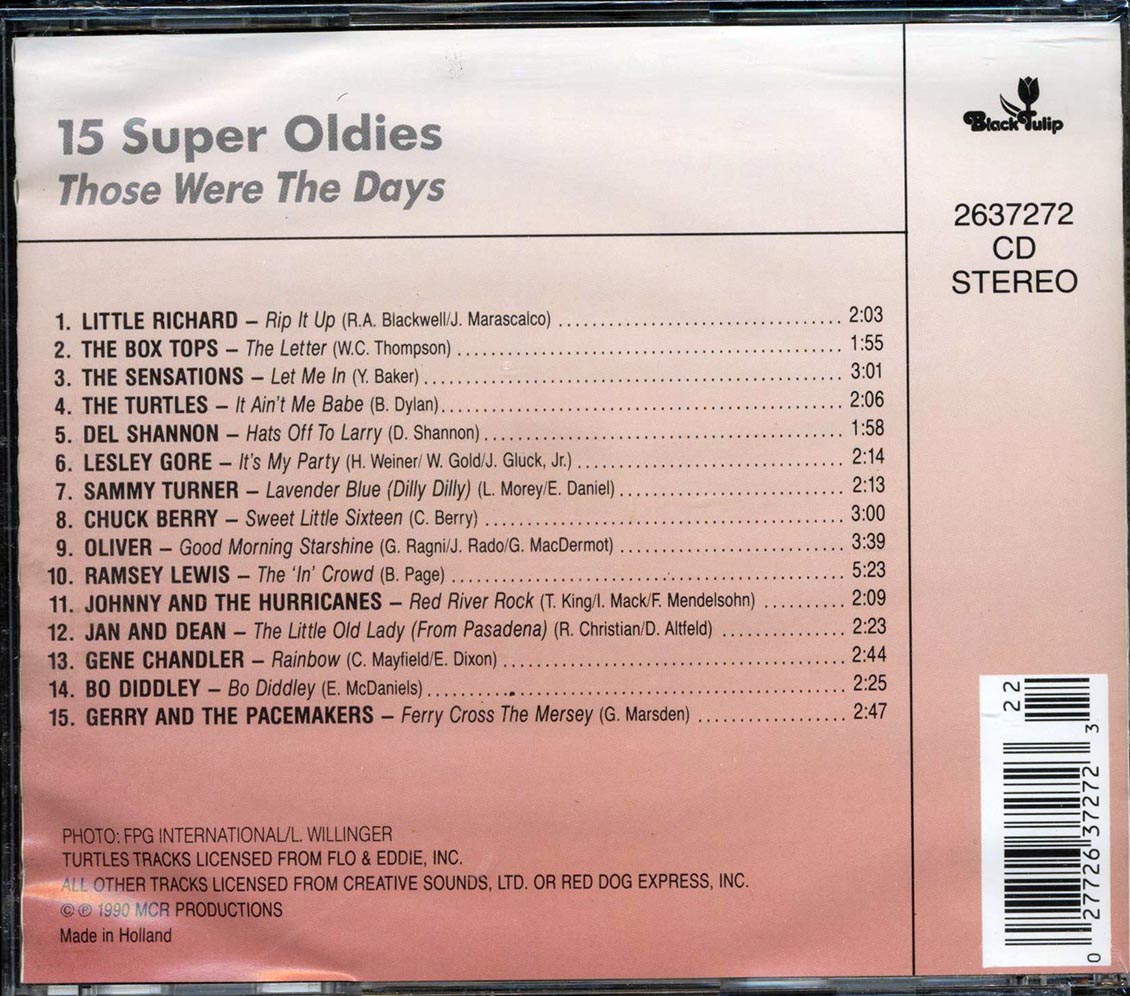 15 Super Oldies
Those Were The Days
Black Tulip
2637272
CD
STEREO
1. LITTLE RICHARD – Rip It Up (R.A. Blackwell/J. Marascalco) ................................ 2:03
2. THE BOX TOPS – The Letter (W.C. Thompson) ............................................ 1:55
3. THE SENSATIONS – Let Me In (Y. Baker) ................................................ 3:01
4. THE TURTLES – It Ain't Me Babe (B. Dylan) .............................................. 2:06
5. DEL SHANNON – Hats Off To Larry (D. Shannon) ......................................... 1:58
6. LESLEY GORE – It's My Party (H. Weiner/ W. Gold/J. Gluck, Jr.) .............................. 2:14
7. SAMMY TURNER – Lavender Blue (Dilly Dilly) (L. Morey/E. Daniel) ......................... 2:13
8. CHUCK BERRY – Sweet Little Sixteen (C. Berry) ......................................... 3:00
9. OLIVER – Good Morning Starshine (G. Ragni/J. Rado/G. MacDermot) ......................... 3:39
10. RAMSEY LEWIS – The 'In' Crowd (B. Page) ............................................. 5:23
11. JOHNNY AND THE HURRICANES – Red River Rock (T. King/I. Mack/F. Mendelsohn) .......... 2:09
12. JAN AND DEAN – The Little Old Lady (From Pasadena) (R. Christian/D. Altfeld) .............. 2:23
13. GENE CHANDLER – Rainbow (C. Mayfield/E. Dixon) ....................................... 2:44
14. BO DIDDLEY – Bo Diddley (E. McDaniels) ............................................... 2:25
15. GERRY AND THE PACEMAKERS – Ferry Cross The Mersey (G. Marsden) ................. 2:47
PHOTO: FPG INTERNATIONAL/L. WILLINGER
TURTLES TRACKS LICENSED FROM FLO & EDDIE, INC.
ALL OTHER TRACKS LICENSED FROM CREATIVE SOUNDS, LTD. OR RED DOG EXPRESS, INC.
© ℗ 1990 MCR PRODUCTIONS
Made in Holland
22
0 27726 37272 3